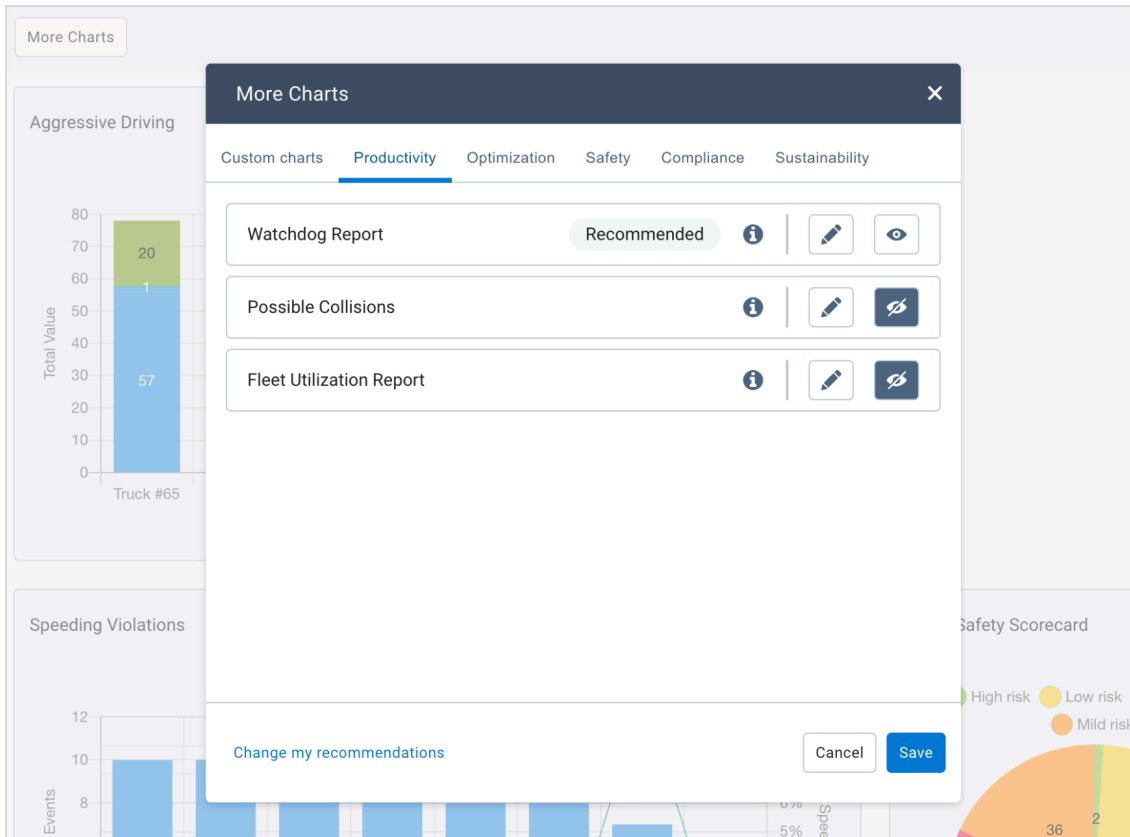 More Charts
More Charts
Custom charts Productivity Optimization Safety Compliance Sustainability
Watchdog Report Recommended
Possible Collisions
Fleet Utilization Report
Change my recommendations Cancel Save
Aggressive Driving
80
70
60
50
40
30
20
10
0
Total Value
20
1
57
Truck #65
Speeding Violations
12
10
8
Events
6%
5%
Safety Scorecard
High risk Low risk
Mild risk
36
2